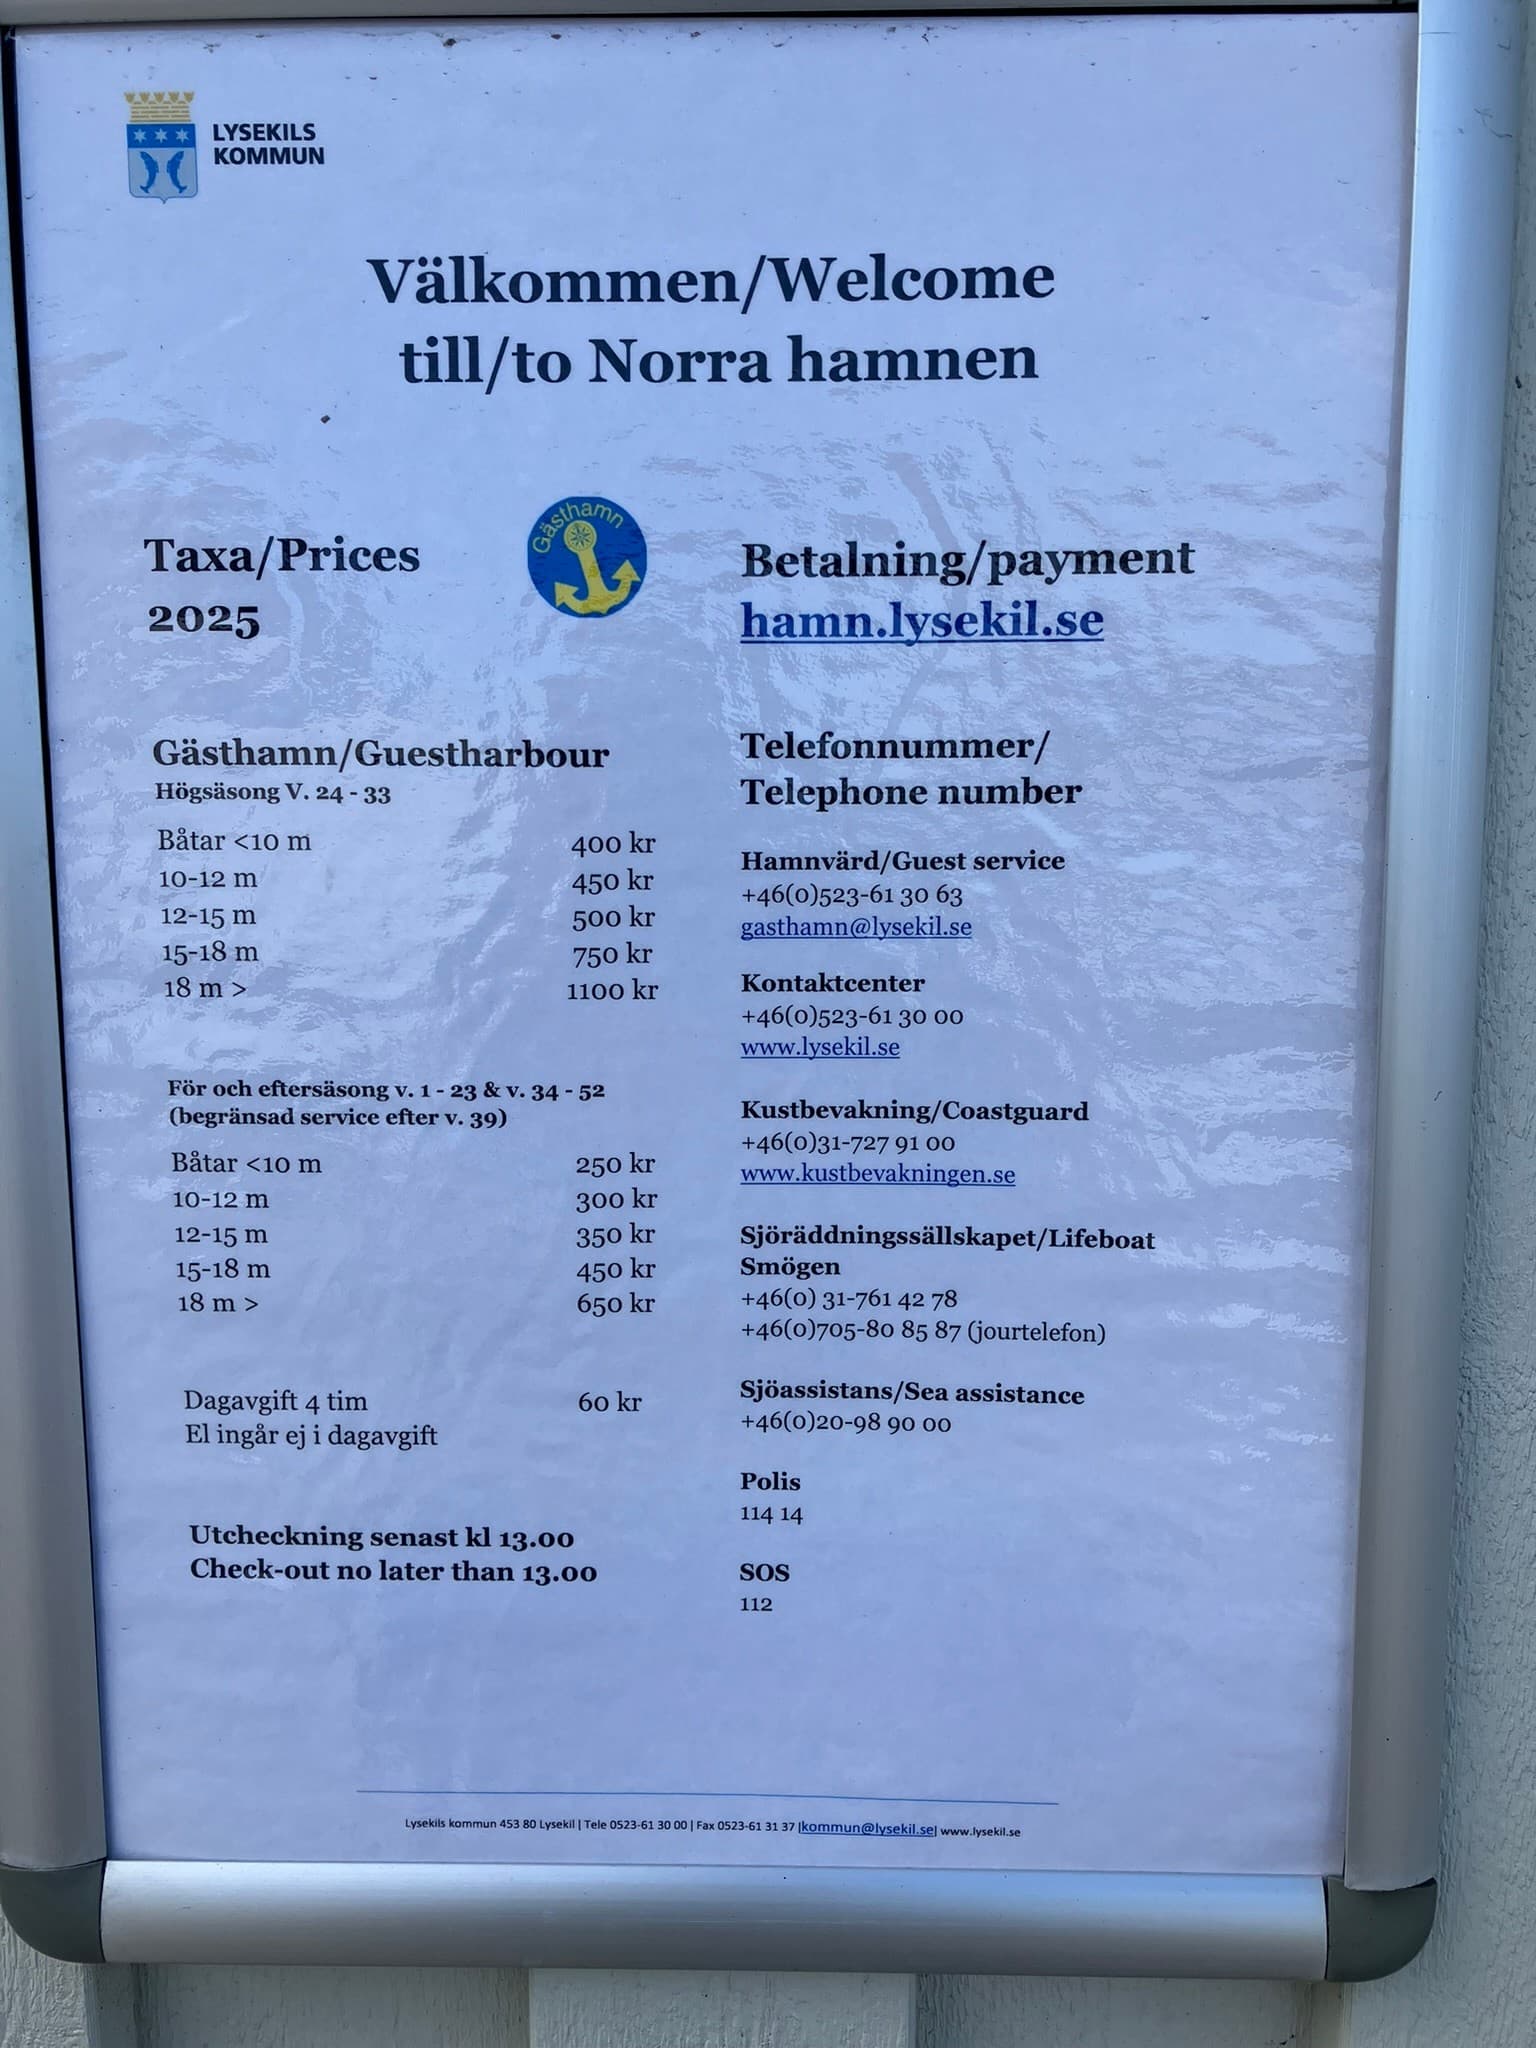 LYSEKILS
KOMMUN
Välkommen/Welcome
till/to Norra hamnen
Taxa/Prices
2025
Gästhamn
Gästhamn/Guestharbour
Högsäsong V. 24 - 33
Båtar <10 m 400 kr
10-12 m 450 kr
12-15 m 500 kr
15-18 m 750 kr
18 m > 1100 kr
För och eftersäsong v. 1 - 23 & v. 34 - 52
(begränsad service efter v. 39)
Båtar <10 m 250 kr
10-12 m 300 kr
12-15 m 350 kr
15-18 m 450 kr
18 m > 650 kr
Dagavgift 4 tim 60 kr
El ingår ej i dagavgift
Utcheckning senast kl 13.00
Check-out no later than 13.00
Betalning/payment
hamn.lysekil.se
Telefonnummer/
Telephone number
Hamnvärd/Guest service
+46(0)523-61 30 63
gasthamn@lysekil.se
Kontaktcenter
+46(0)523-61 30 00
www.lysekil.se
Kustbevakning/Coastguard
+46(0)31-727 91 00
www.kustbevakningen.se
Sjöräddningssällskapet/Lifeboat
Smögen
+46(0) 31-761 42 78
+46(0)705-80 85 87 (jourtelefon)
Sjöassistans/Sea assistance
+46(0)20-98 90 00
Polis
114 14
SOS
112
Lysekils kommun 453 80 Lysekil | Tele 0523-61 30 00 | Fax 0523-61 31 37 |kommun@lysekil.se| www.lysekil.se